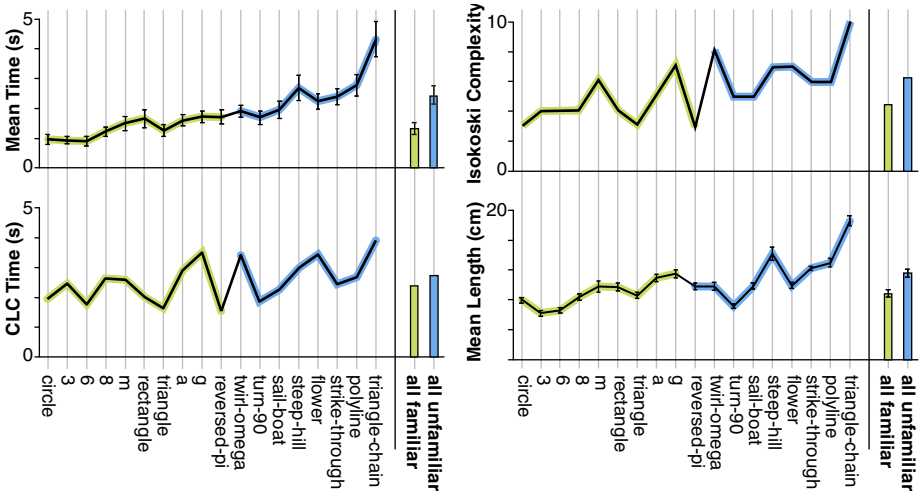 Mean Time (s)
5
0
Isokoski Complexity
10
0
CLC Time (s)
5
0
Mean Length (cm)
20
circle
3
6
8
m
rectangle
triangle
a
g
reversed-pi
twirl-omega
turn-90
sail-boat
steep-hill
flower
strike-through
polyline
triangle-chain
all familiar
all unfamiliar
circle
3
6
8
m
rectangle
triangle
a
g
reversed-pi
twirl-omega
turn-90
sail-boat
steep-hill
flower
strike-through
polyline
triangle-chain
all familiar
all unfamiliar